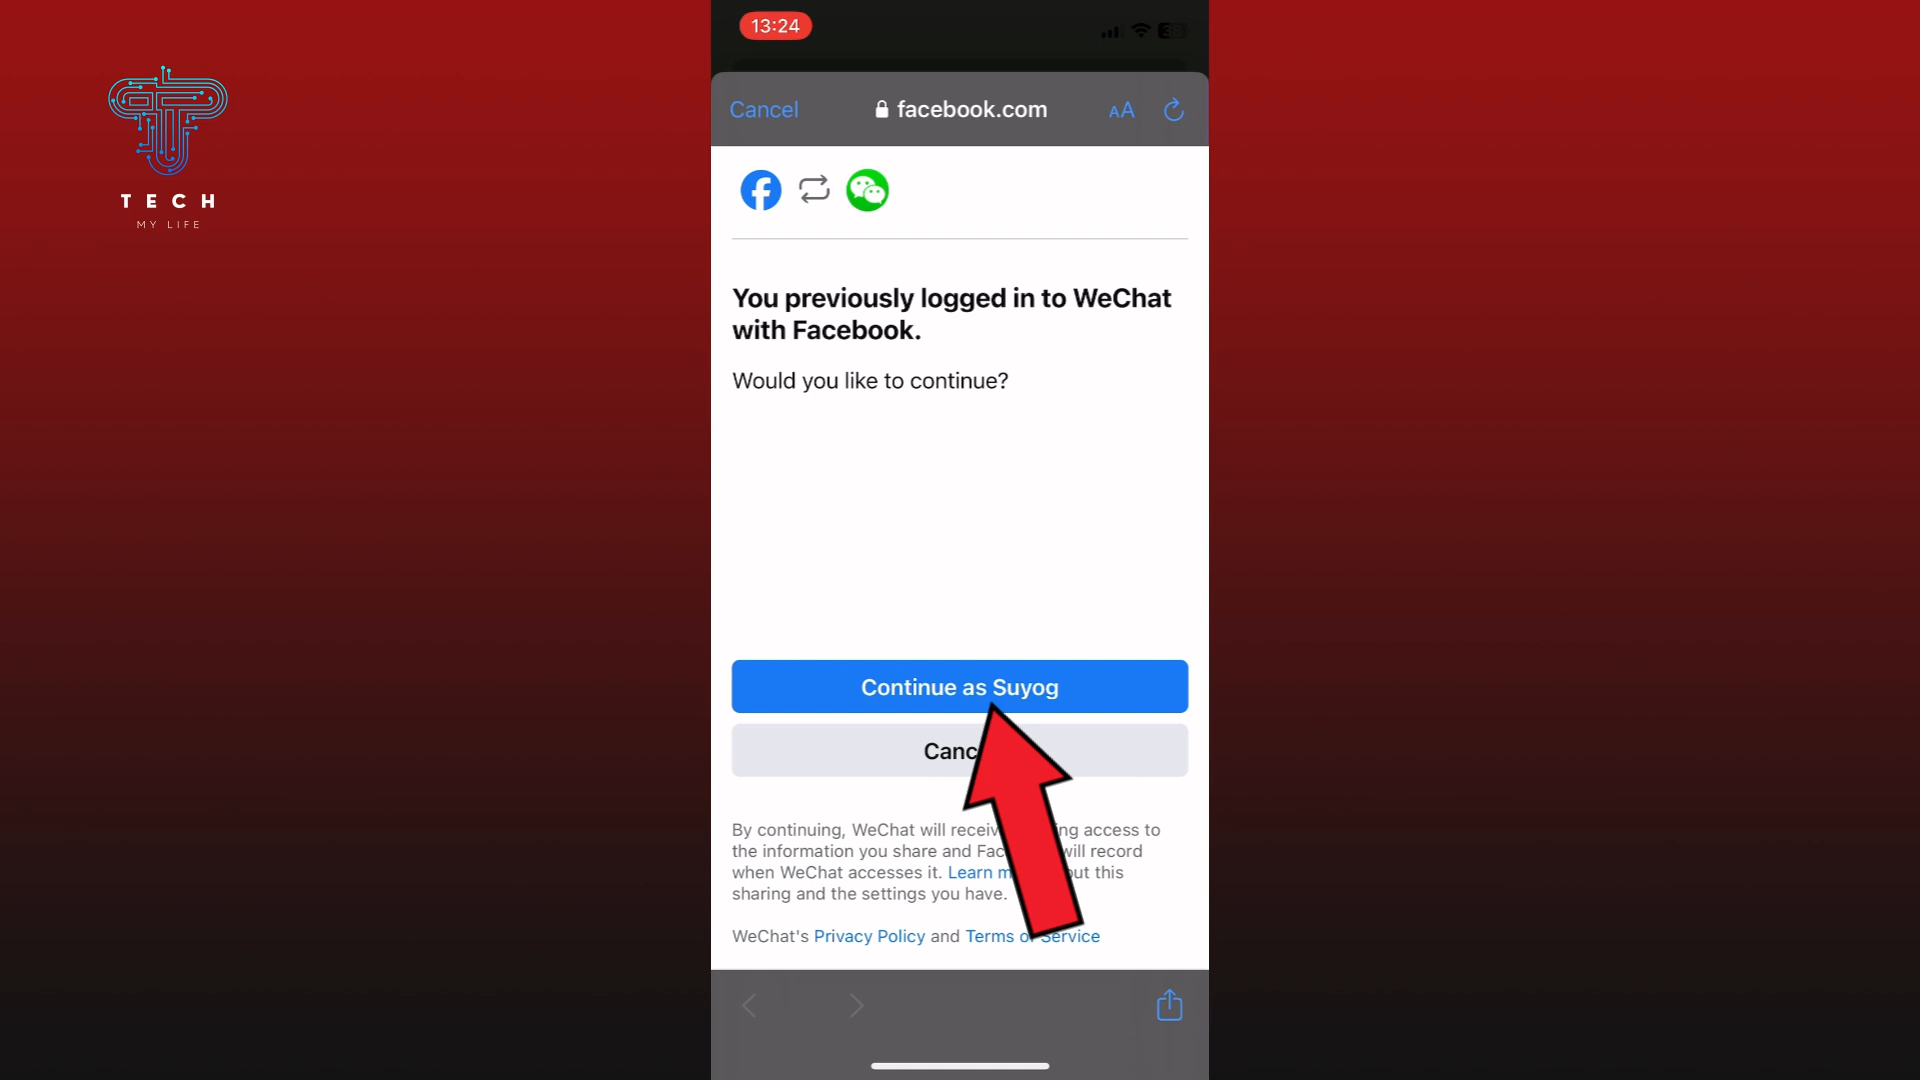 TECH
MY LIFE
13:24
Cancel
facebook.com
AA
You previously logged in to WeChat
with Facebook.
Would you like to continue?
Continue as Suyog
Canc
By continuing, WeChat will receiv ng access to
the information you share and Fac will record
when WeChat accesses it. Learn m out this
sharing and the settings you have.
WeChat's Privacy Policy and Terms of Service